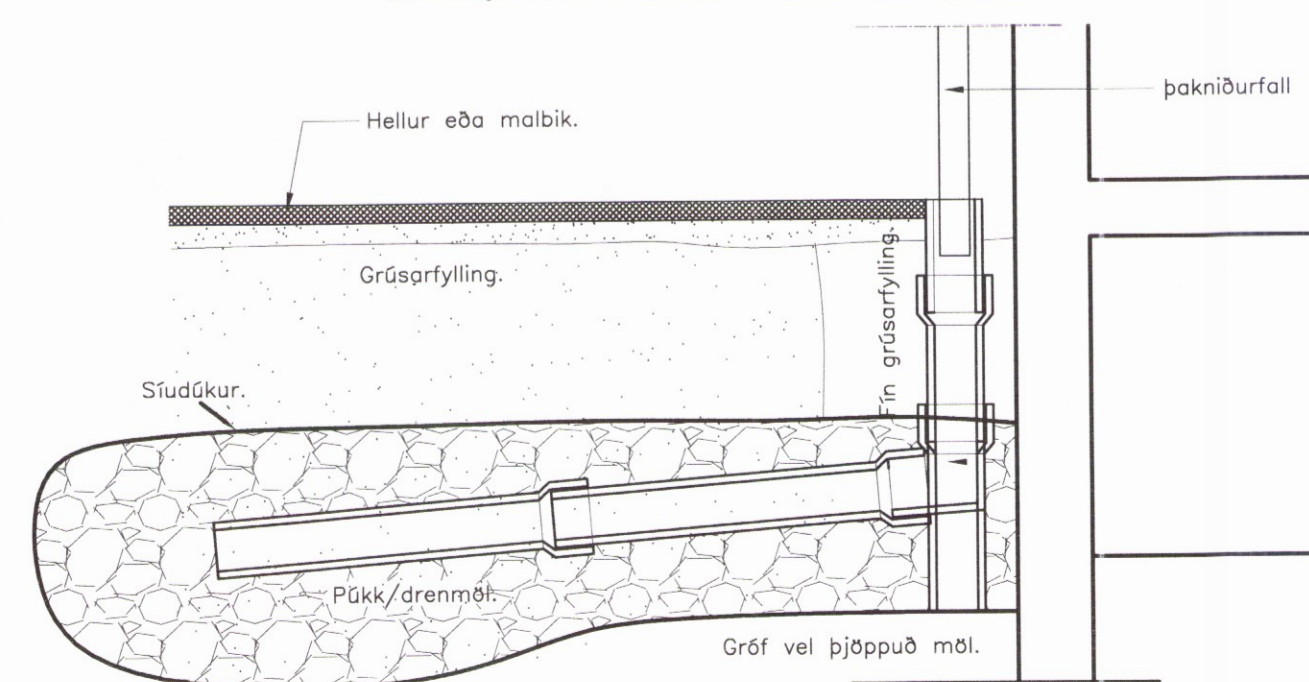 þakniðurfall
Hellur eða malbik.
Grúsarfylling.
Fín grúsarfylling.
Síudúkur.
Púkk/drenmöl.
Gróf vel þjöppuð möl.